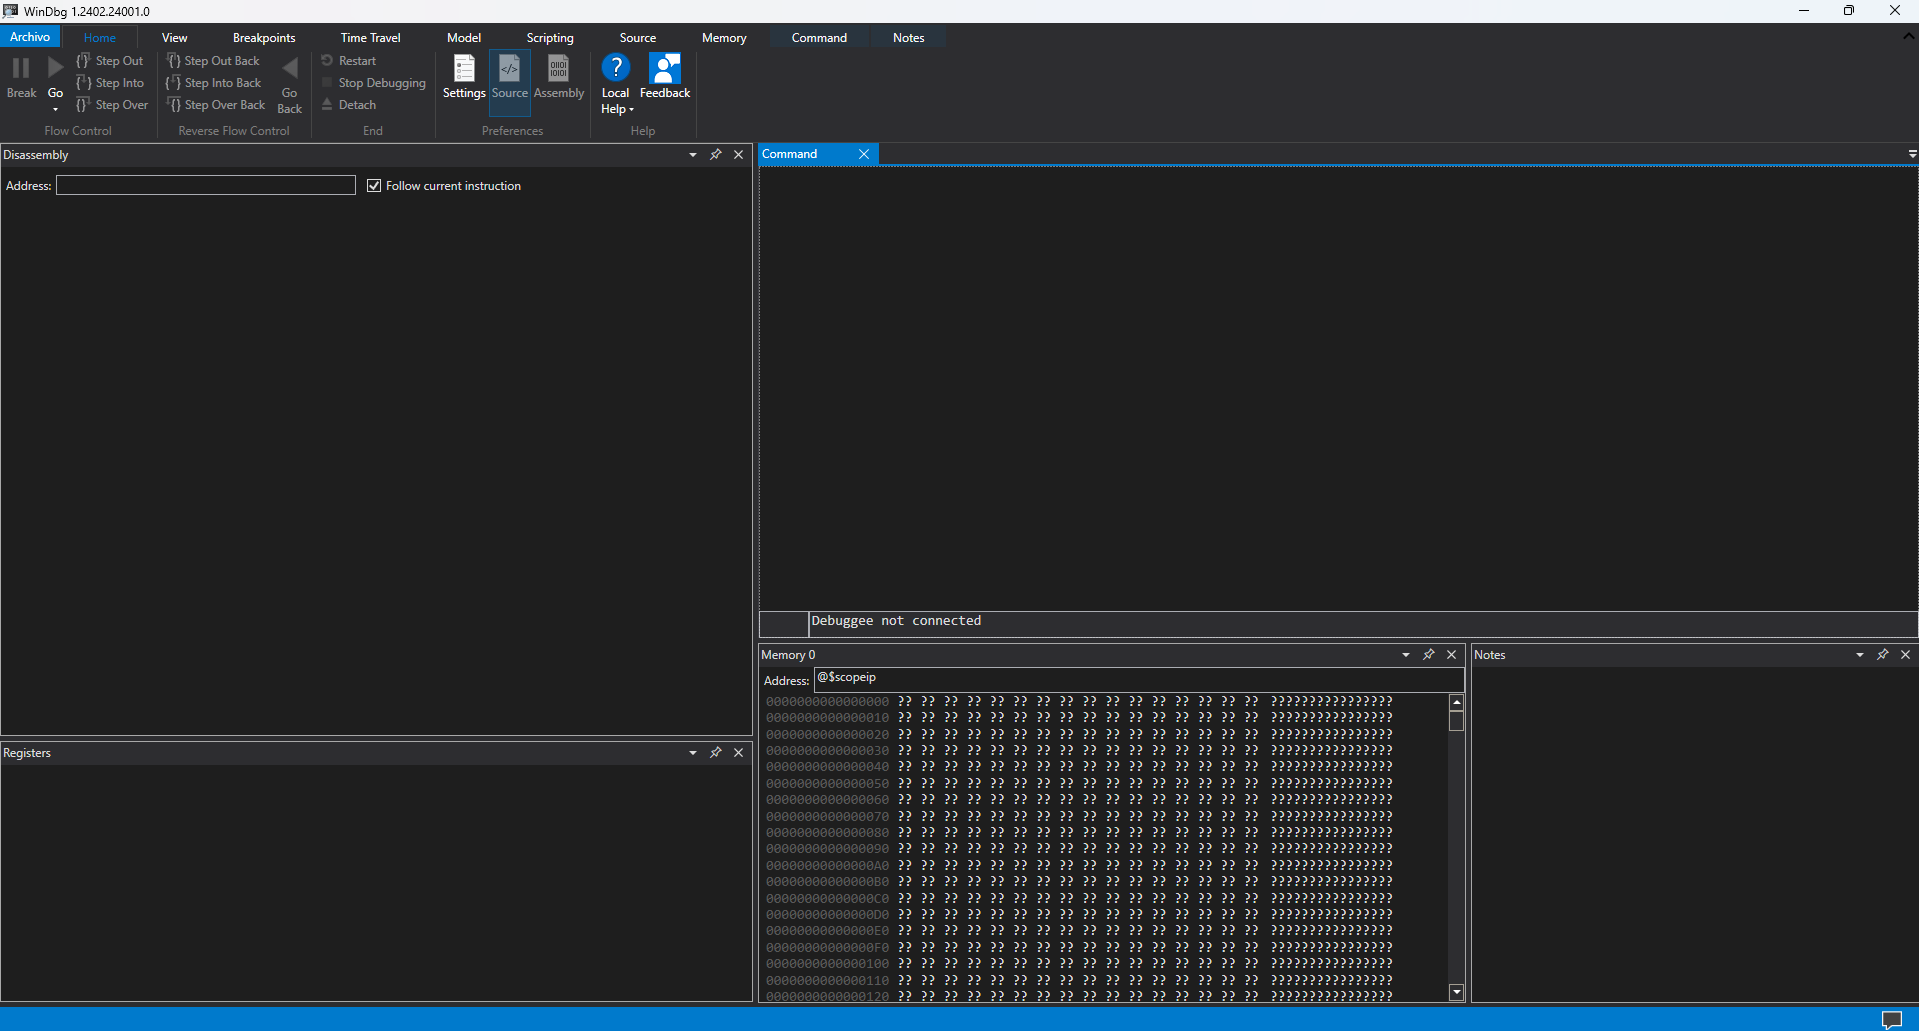 WinDbg 1.2402.24001.0
Archivo Home View Breakpoints Time Travel Model Scripting Source Memory Command Notes
Break Go Step Out Step Into Step Over
Flow Control
Step Out Back Step Into Back Step Over Back Go Back
Reverse Flow Control
Restart Stop Debugging Detach
End
Settings Source Assembly
Preferences
Local Help Feedback
Help
Disassembly
Address: Follow current instruction
Registers
Command
Debuggee not connected
Memory 0
Address: @$scopeip
0000000000000000 ?? ?? ?? ?? ?? ?? ?? ?? ?? ?? ?? ?? ?? ?? ?? ?? ????????????????
0000000000000010 ?? ?? ?? ?? ?? ?? ?? ?? ?? ?? ?? ?? ?? ?? ?? ?? ????????????????
0000000000000020 ?? ?? ?? ?? ?? ?? ?? ?? ?? ?? ?? ?? ?? ?? ?? ?? ????????????????
0000000000000030 ?? ?? ?? ?? ?? ?? ?? ?? ?? ?? ?? ?? ?? ?? ?? ?? ????????????????
0000000000000040 ?? ?? ?? ?? ?? ?? ?? ?? ?? ?? ?? ?? ?? ?? ?? ?? ????????????????
0000000000000050 ?? ?? ?? ?? ?? ?? ?? ?? ?? ?? ?? ?? ?? ?? ?? ?? ????????????????
0000000000000060 ?? ?? ?? ?? ?? ?? ?? ?? ?? ?? ?? ?? ?? ?? ?? ?? ????????????????
0000000000000070 ?? ?? ?? ?? ?? ?? ?? ?? ?? ?? ?? ?? ?? ?? ?? ?? ????????????????
0000000000000080 ?? ?? ?? ?? ?? ?? ?? ?? ?? ?? ?? ?? ?? ?? ?? ?? ????????????????
0000000000000090 ?? ?? ?? ?? ?? ?? ?? ?? ?? ?? ?? ?? ?? ?? ?? ?? ????????????????
00000000000000A0 ?? ?? ?? ?? ?? ?? ?? ?? ?? ?? ?? ?? ?? ?? ?? ?? ????????????????
00000000000000B0 ?? ?? ?? ?? ?? ?? ?? ?? ?? ?? ?? ?? ?? ?? ?? ?? ????????????????
00000000000000C0 ?? ?? ?? ?? ?? ?? ?? ?? ?? ?? ?? ?? ?? ?? ?? ?? ????????????????
00000000000000D0 ?? ?? ?? ?? ?? ?? ?? ?? ?? ?? ?? ?? ?? ?? ?? ?? ????????????????
00000000000000E0 ?? ?? ?? ?? ?? ?? ?? ?? ?? ?? ?? ?? ?? ?? ?? ?? ????????????????
00000000000000F0 ?? ?? ?? ?? ?? ?? ?? ?? ?? ?? ?? ?? ?? ?? ?? ?? ????????????????
0000000000000100 ?? ?? ?? ?? ?? ?? ?? ?? ?? ?? ?? ?? ?? ?? ?? ?? ????????????????
0000000000000110 ?? ?? ?? ?? ?? ?? ?? ?? ?? ?? ?? ?? ?? ?? ?? ?? ????????????????
0000000000000120 ?? ?? ?? ?? ?? ?? ?? ?? ?? ?? ?? ?? ?? ?? ?? ?? ????????????????
Notes